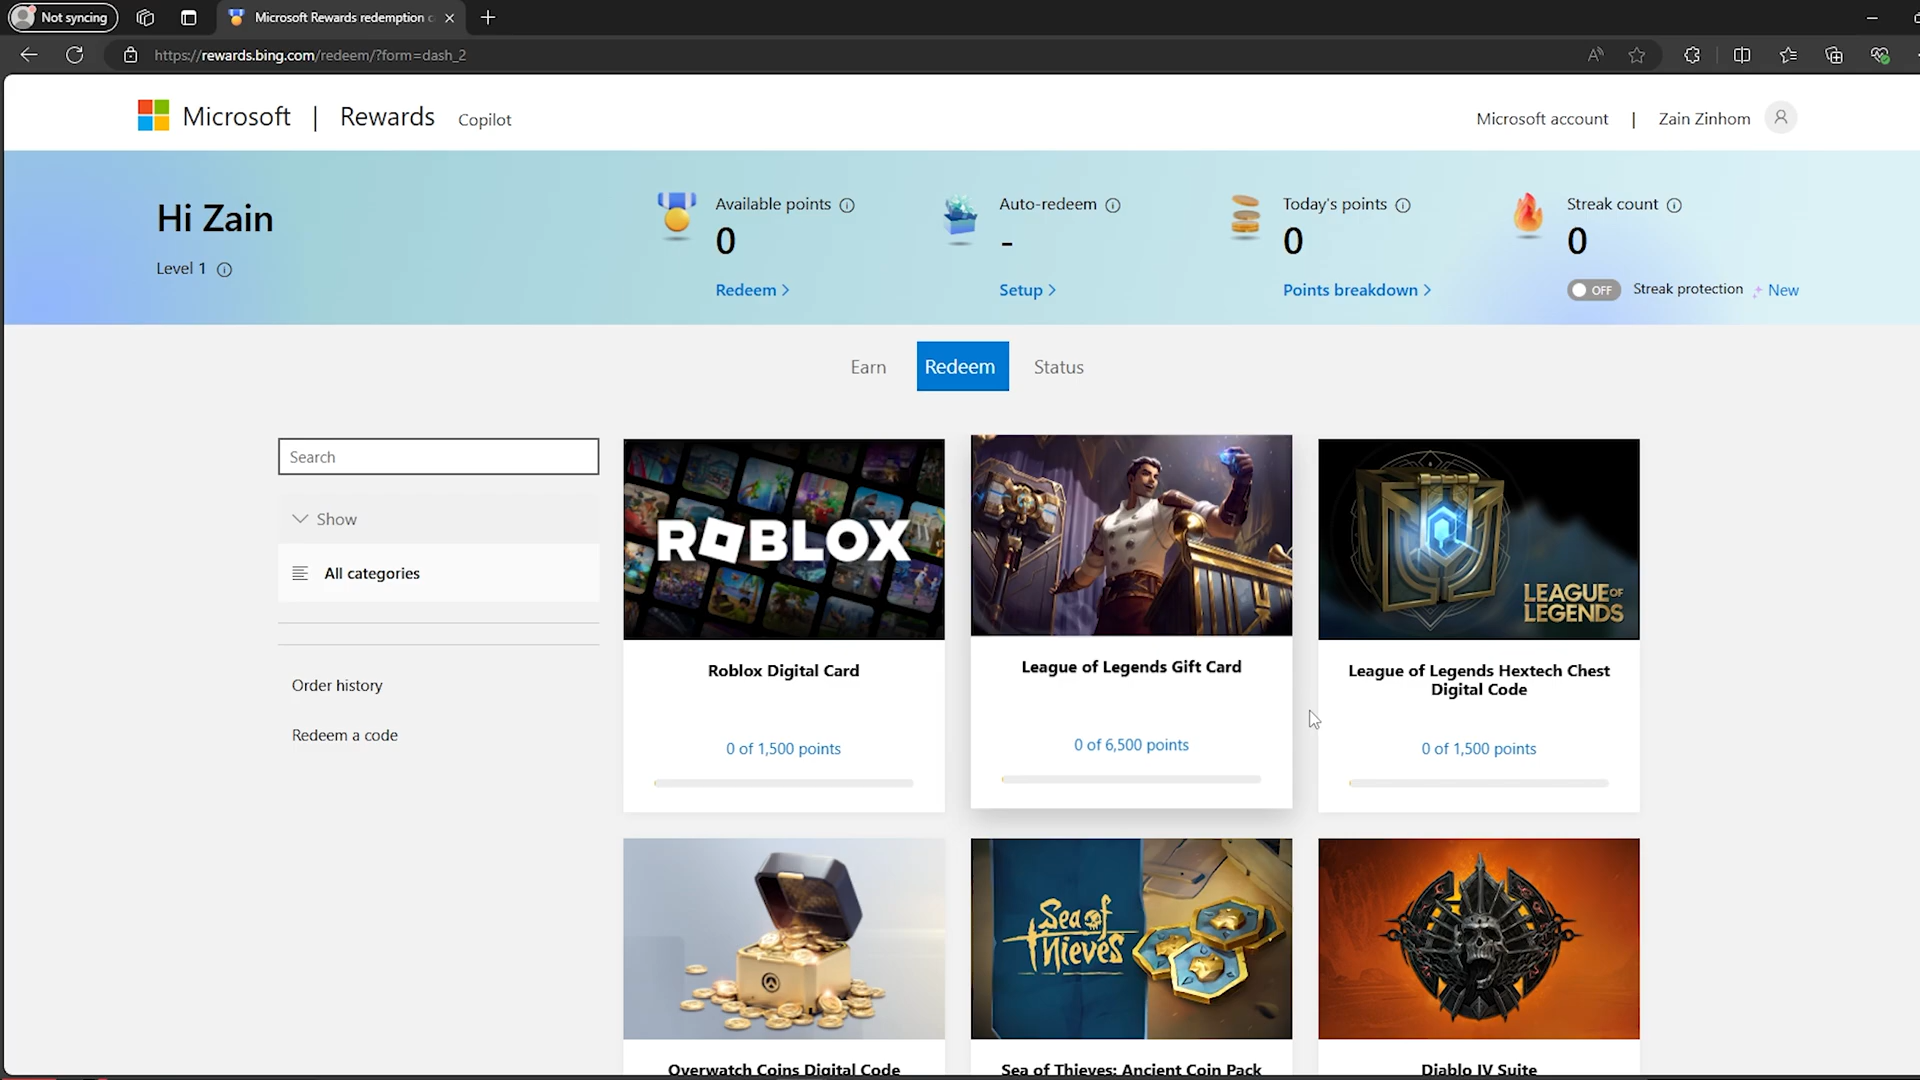 Not syncing
Microsoft Rewards redemption c
https://rewards.bing.com/redeem/?form=dash_2
Microsoft | Rewards Copilot
Microsoft account | Zain Zinhom
Hi Zain
Level 1
Available points
0
Redeem >
Auto-redeem
-
Setup >
Today's points
0
Points breakdown >
Streak count
0
OFF Streak protection New
Earn Redeem Status
Search
Show
All categories
Order history
Redeem a code
ROBLOX
Roblox Digital Card
0 of 1,500 points
League of Legends Gift Card
0 of 6,500 points
LEAGUE OF
LEGENDS
League of Legends Hextech Chest
Digital Code
0 of 1,500 points
Overwatch Coins Digital Code
Sea of
Thieves
Sea of Thieves: Ancient Coin Pack
Diablo IV Suite